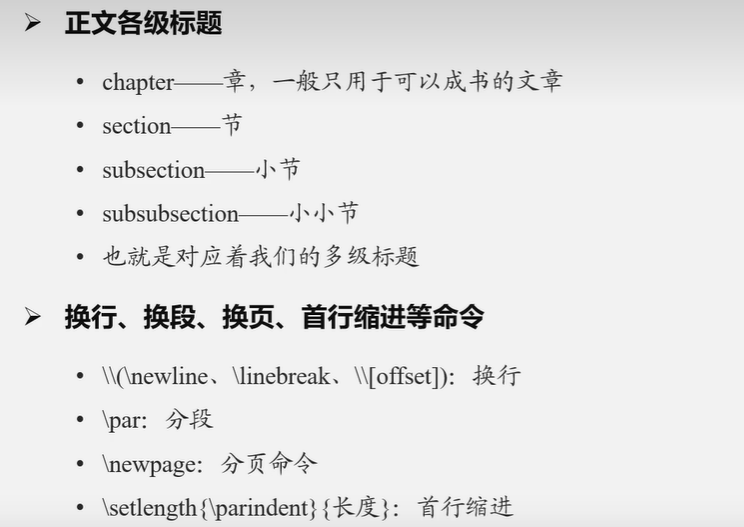 ➢ 正文各级标题
• chapter——章，一般只用于可以成书的文章
• section——节
• subsection——小节
• subsubsection——小小节
• 也就是对应着我们的多级标题
➢ 换行、换段、换页、首行缩进等命令
• \\(\newline、\linebreak、\\[offset])：换行
• \par：分段
• \newpage：分页命令
• \setlength{\parindent}{长度}：首行缩进